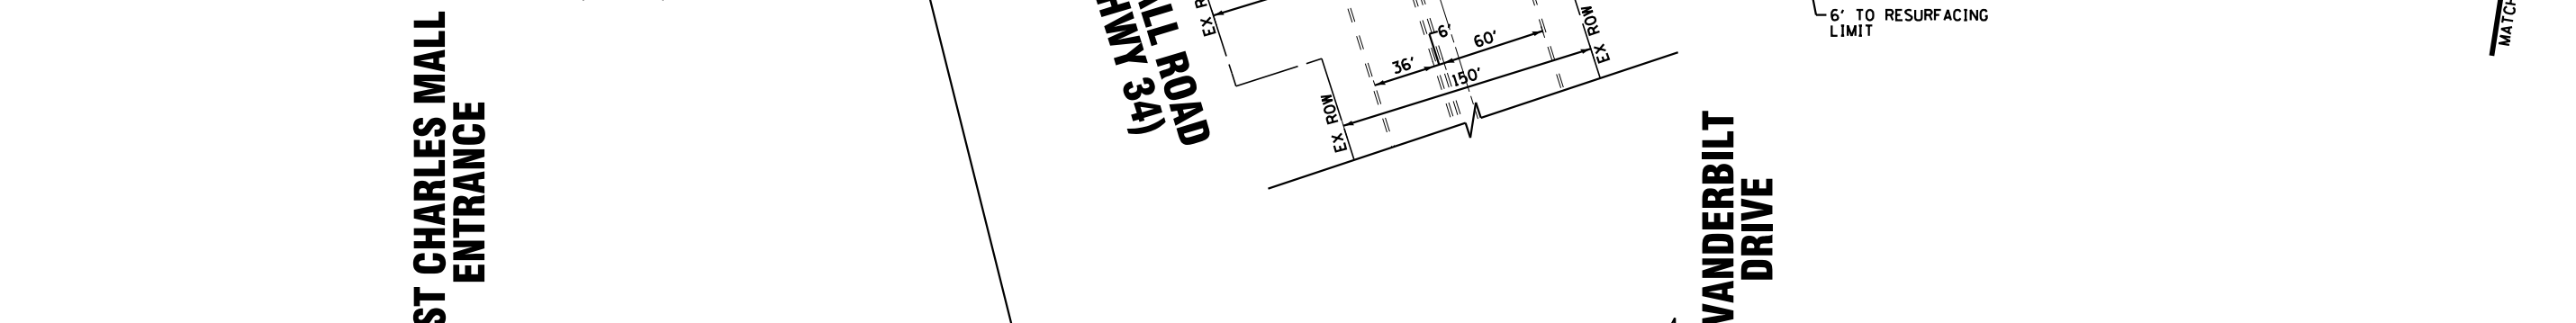 ST CHARLES MALL
ENTRANCE
HWY 34)
ALL ROAD
EX R
EX ROW
6'
60'
36'
150'
EX ROW
6' TO RESURFACING
LIMIT
VANDERBILT
DRIVE
MATCH